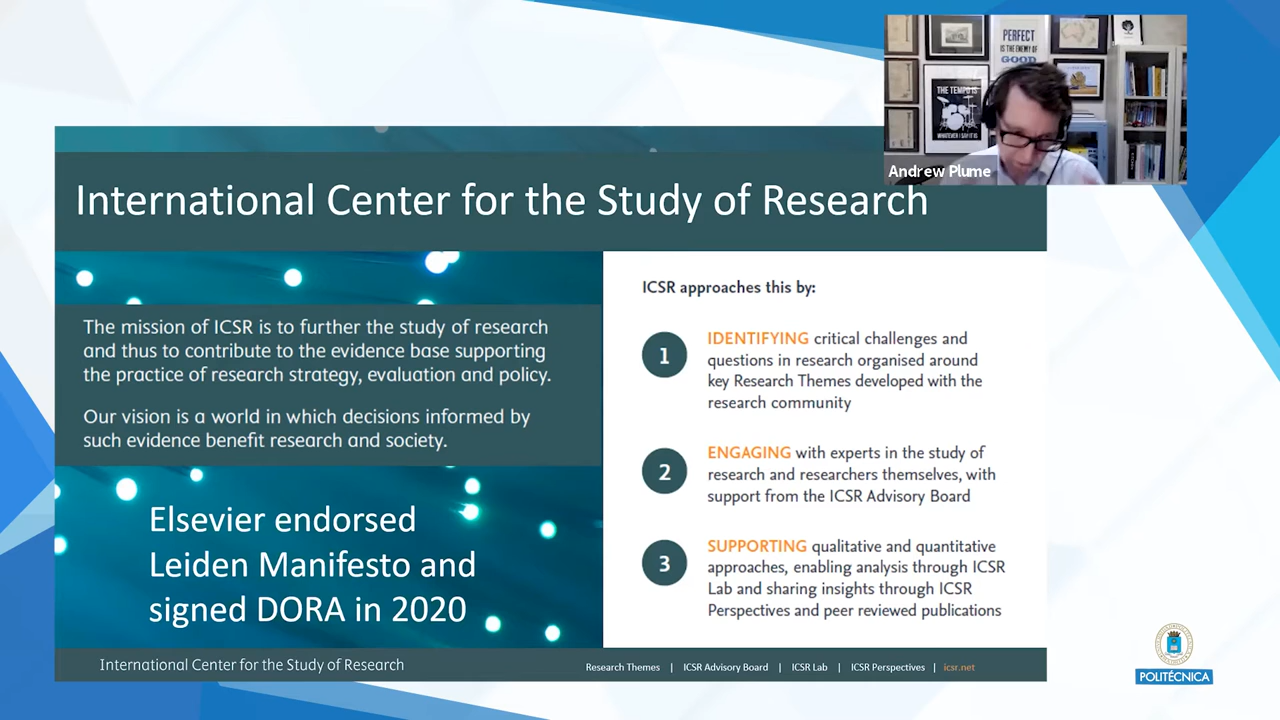 PERFECT
IS THE ENEMY OF
GOOD
THE TEMPO IS
WHATEVER I SAY IT IS
Andrew Plume
International Center for the Study of Research
The mission of ICSR is to further the study of research
and thus to contribute to the evidence base supporting
the practice of research strategy, evaluation and policy.
Our vision is a world in which decisions informed by
such evidence benefit research and society.
Elsevier endorsed
Leiden Manifesto and
signed DORA in 2020
ICSR approaches this by:
1
IDENTIFYING critical challenges and
questions in research organised around
key Research Themes developed with the
research community
2
ENGAGING with experts in the study of
research and researchers themselves, with
support from the ICSR Advisory Board
3
SUPPORTING qualitative and quantitative
approaches, enabling analysis through ICSR
Lab and sharing insights through ICSR
Perspectives and peer reviewed publications
International Center for the Study of Research
Research Themes | ICSR Advisory Board | ICSR Lab | ICSR Perspectives | icsr.net
POLITÉCNICA